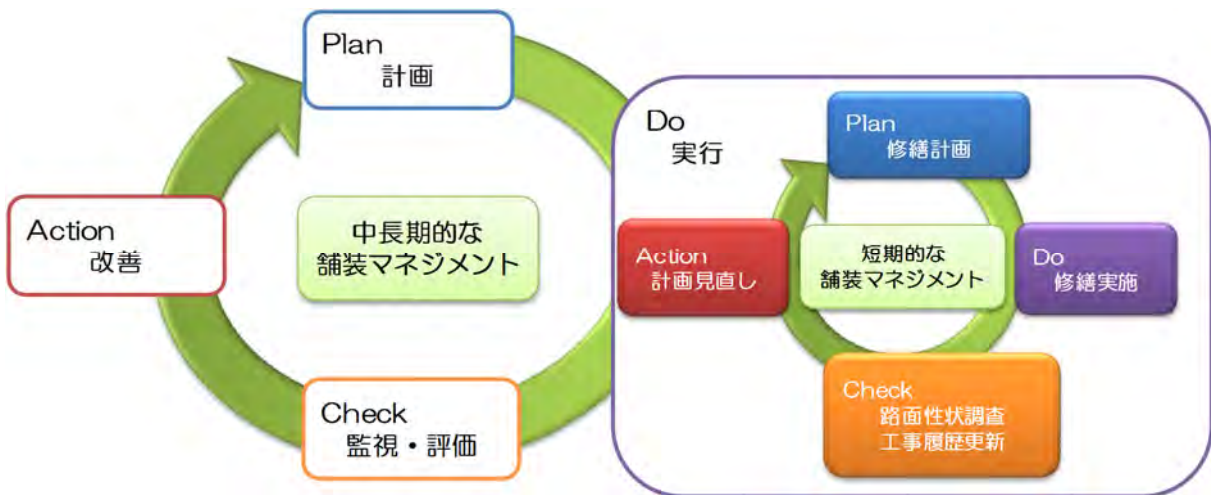 Plan
計画
Action
改善
中長期的な
舗装マネジメント
Check
監視・評価
Do
実行
Plan
修繕計画
Action
計画見直し
短期的な
舗装マネジメント
Do
修繕実施
Check
路面性状調査
工事履歴更新